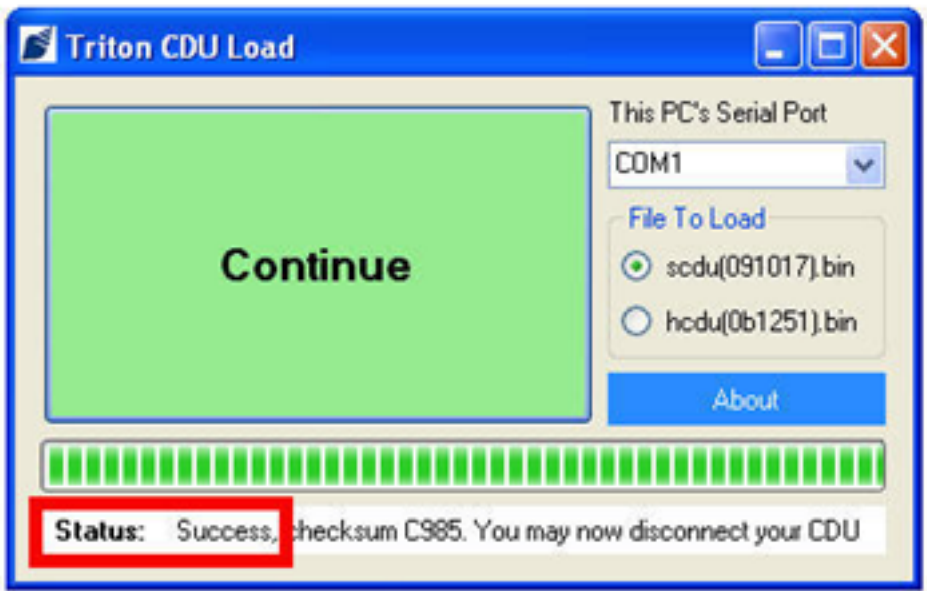 Triton CDU Load
This PC's Serial Port
COM1
Continue
File To Load
scdu(091017).bin
hcdu(0b1251).bin
About
Status: Success, checksum C985. You may now disconnect your CDU